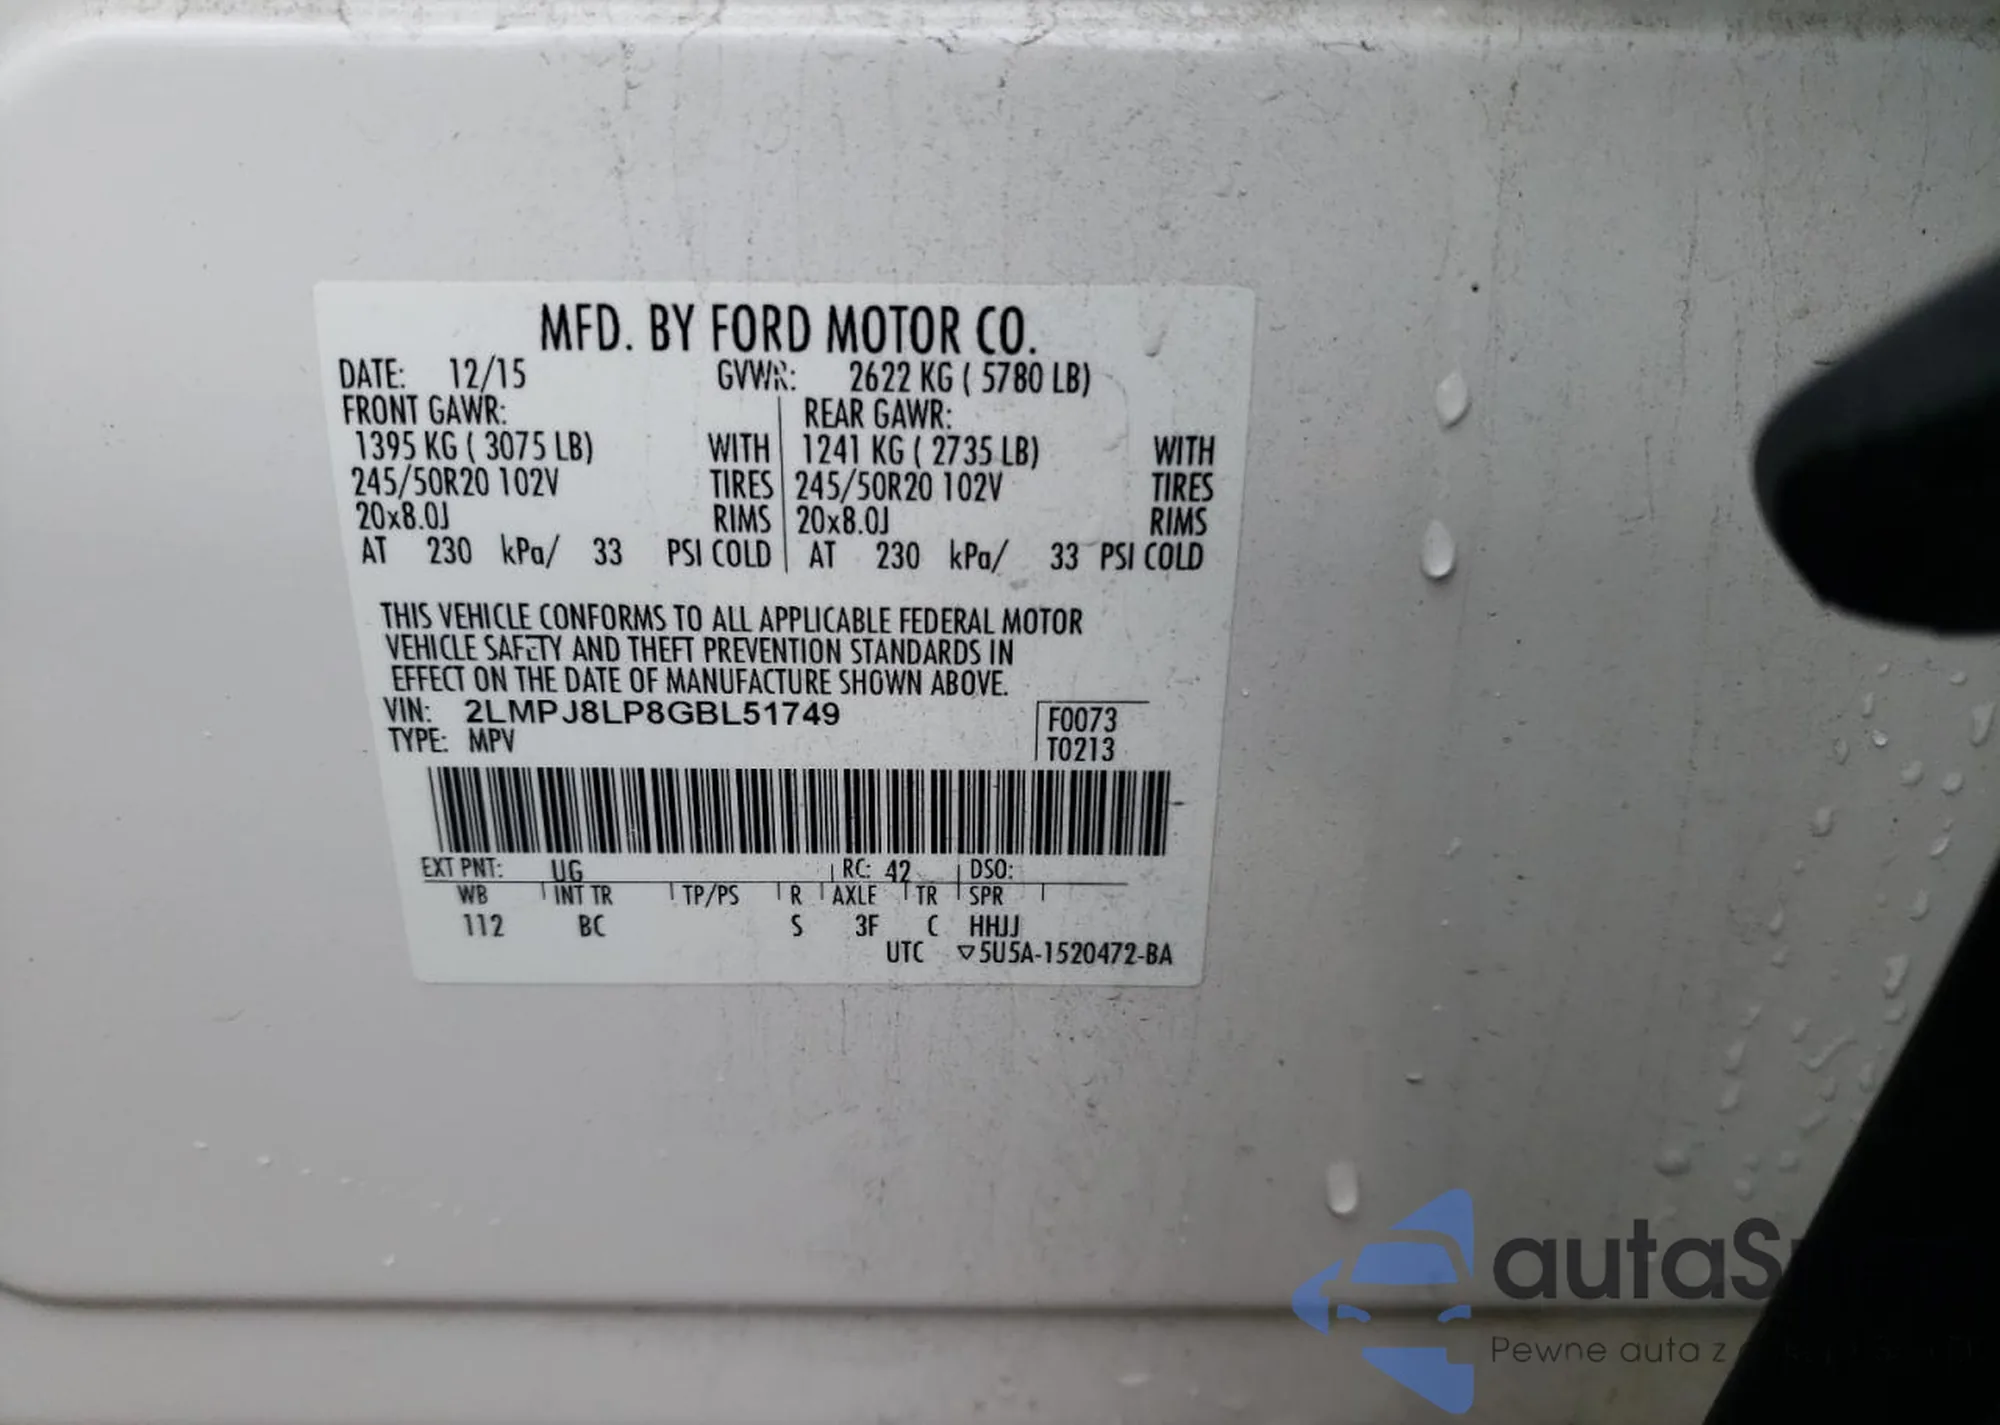 MFD. BY FORD MOTOR CO.
DATE: 12/15 GVWR: 2622 KG ( 5780 LB)
FRONT GAWR: REAR GAWR:
1395 KG ( 3075 LB) WITH 1241 KG ( 2735 LB) WITH
245/50R20 102V TIRES 245/50R20 102V TIRES
20x8.0J RIMS 20x8.0J RIMS
AT 230 kPa/ 33 PSI COLD AT 230 kPa/ 33 PSI COLD
THIS VEHICLE CONFORMS TO ALL APPLICABLE FEDERAL MOTOR
VEHICLE SAFETY AND THEFT PREVENTION STANDARDS IN
EFFECT ON THE DATE OF MANUFACTURE SHOWN ABOVE.
VIN: 2LMPJ8LP8GBL51749 F0073
TYPE: MPV T0213
EXT PNT: UG RC: 42 DSO:
WB INT TR TP/PS R AXLE TR SPR
112 BC S 3F C HHJJ
UTC ▽5U5A-1520472-BA
Pewne auta z